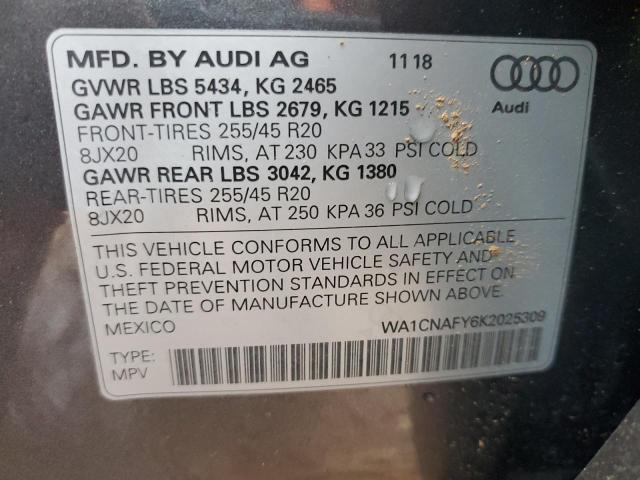 MFD. BY AUDI AG 11 18
GVWR LBS 5434, KG 2465
GAWR FRONT LBS 2679, KG 1215 Audi
FRONT-TIRES 255/45 R20
8JX20 RIMS, AT 230 KPA 33 PSI COLD
GAWR REAR LBS 3042, KG 1380
REAR-TIRES 255/45 R20
8JX20 RIMS, AT 250 KPA 36 PSI COLD
THIS VEHICLE CONFORMS TO ALL APPLICABLE
U.S. FEDERAL MOTOR VEHICLE SAFETY AND
THEFT PREVENTION STANDARDS IN EFFECT ON
THE DATE OF MANUFACTURE SHOWN ABOVE.
MEXICO WA1CNAFY6K2025309
TYPE:
MPV